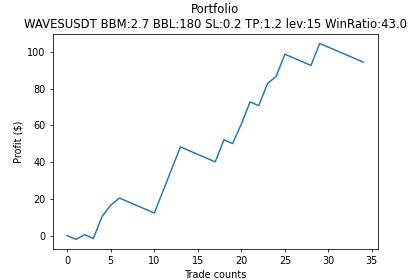 Portfolio
WAVESUSDT BBM:2.7 BBL:180 SL:0.2 TP:1.2 lev:15 WinRatio:43.0
100
80
60
40
20
0
Profit ($)
0 5 10 15 20 25 30 35
Trade counts